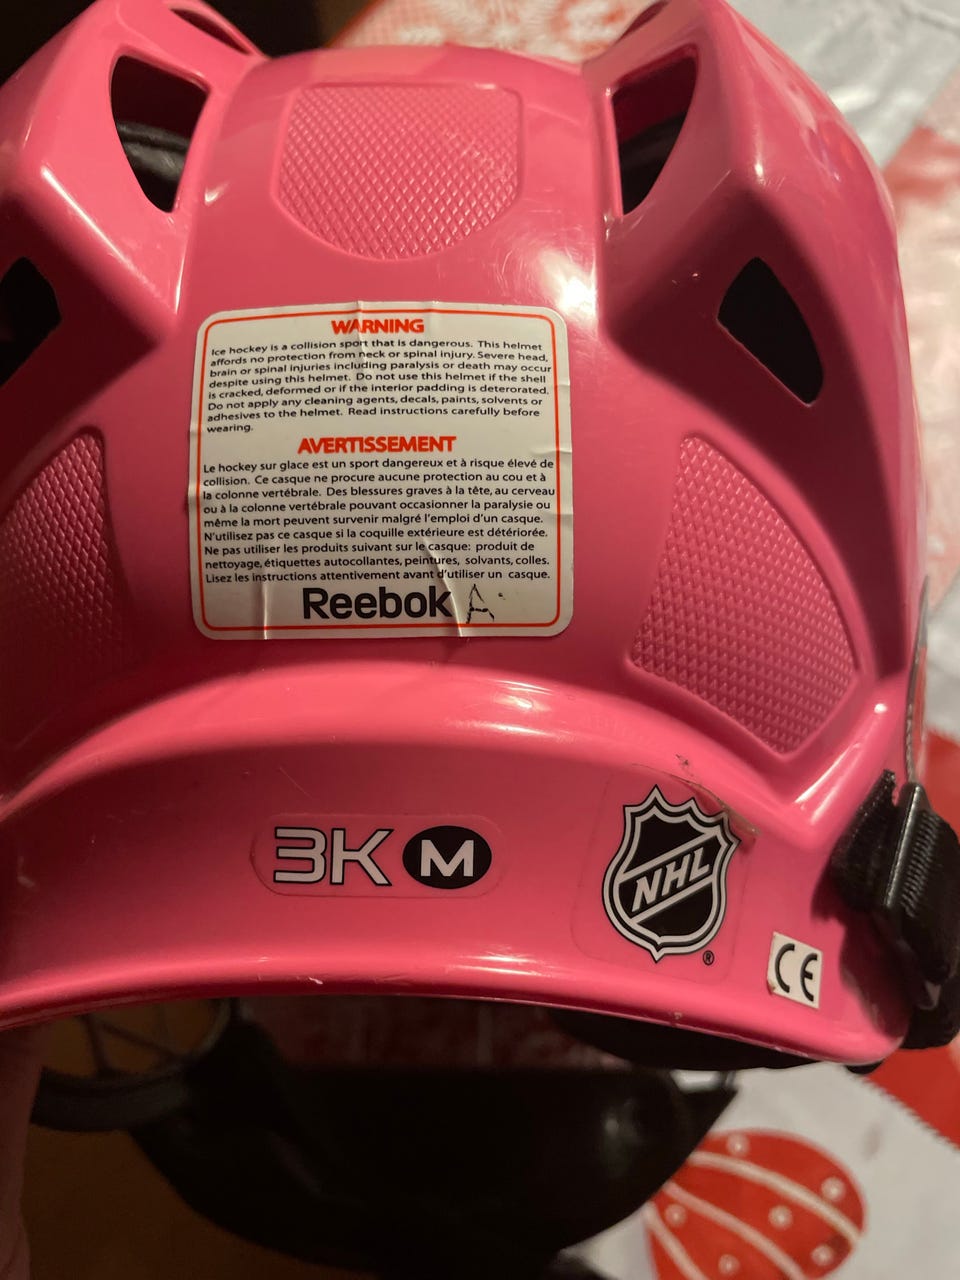 WARNING
Ice hockey is a collision sport that is dangerous. This helmet
affords no protection from neck or spinal injury. Severe head,
brain or spinal injuries including paralysis or death may occur
despite using this helmet. Do not use this helmet if the shell
is cracked, deformed or if the interior padding is deterorated.
Do not apply any cleaning agents, decals, paints, solvents or
adhesives to the helmet. Read instructions carefully before
wearing.
AVERTISSEMENT
Le hockey sur glace est un sport dangereux et à risque élevé de
collision. Ce casque ne procure aucune protection au cou et à
la colonne vertébrale. Des blessures graves à la tête, au cerveau
ou à la colonne vertébrale pouvant occasionner la paralysie ou
même la mort peuvent survenir malgré l'emploi d'un casque.
N'utilisez pas ce casque si la coquille extérieure est détériorée.
Ne pas utiliser les produits suivant sur le casque: produit de
nettoyage, étiquettes autocollantes, peintures, solvants, colles.
Lisez les instructions attentivement avant d'utiliser un casque.
Reebok A
3K M
NHL ®
CE